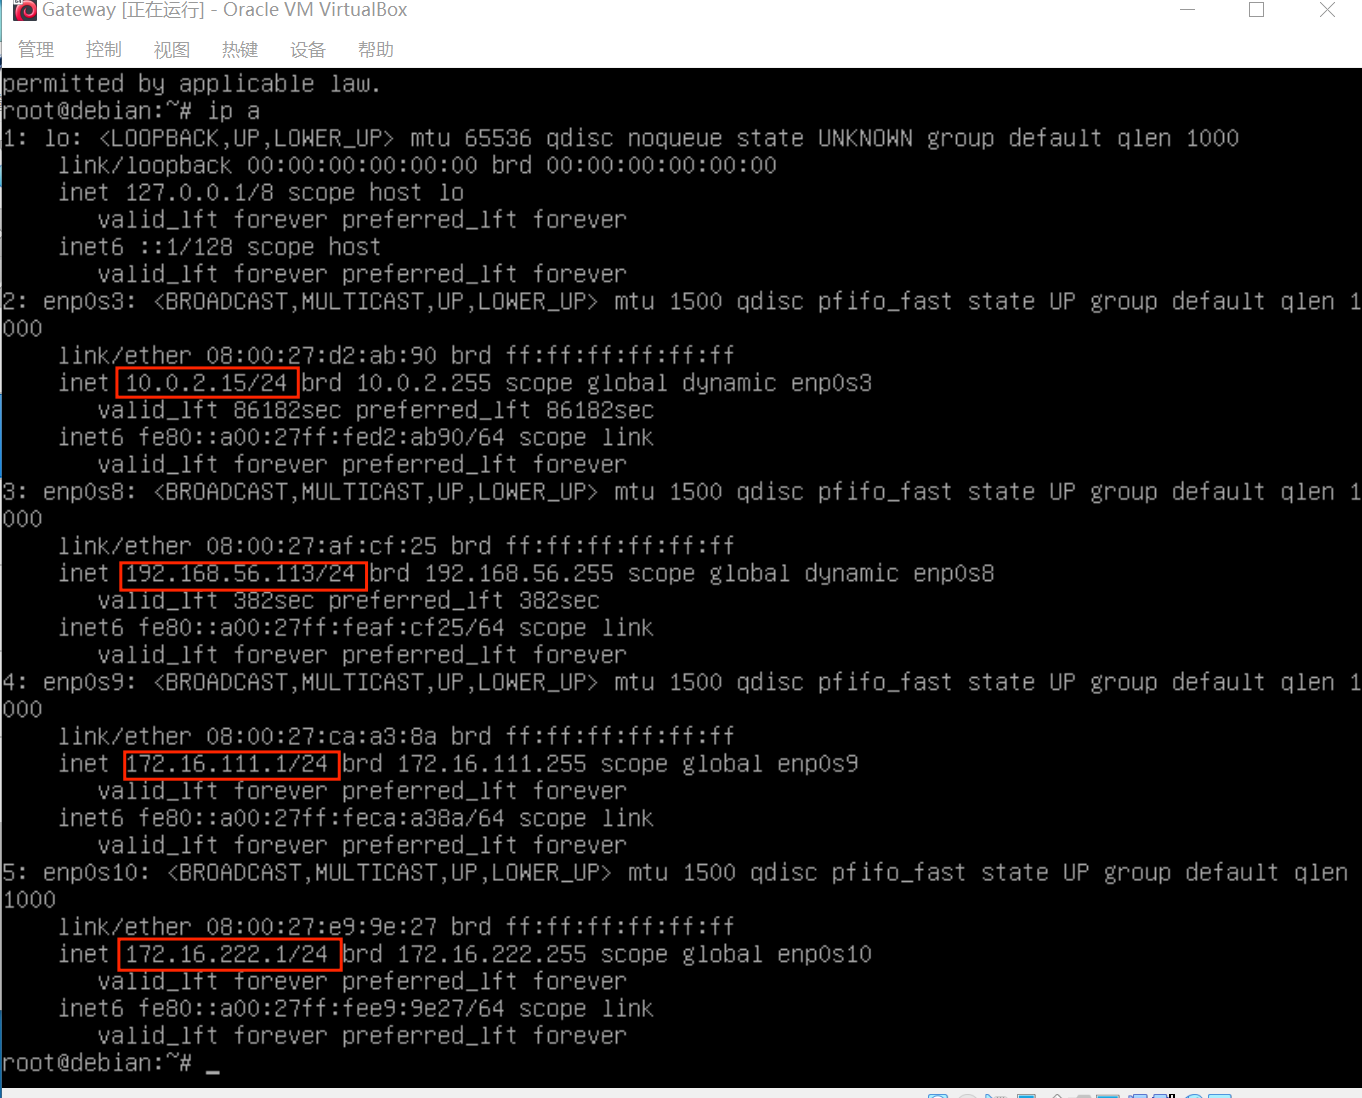 Gateway [正在运行] - Oracle VM VirtualBox
管理 控制 视图 热键 设备 帮助
permitted by applicable law.
root@debian:~# ip a
1: lo: <LOOPBACK,UP,LOWER_UP> mtu 65536 qdisc noqueue state UNKNOWN group default qlen 1000
link/loopback 00:00:00:00:00:00 brd 00:00:00:00:00:00
inet 127.0.0.1/8 scope host lo
valid_lft forever preferred_lft forever
inet6 ::1/128 scope host
valid_lft forever preferred_lft forever
2: enp0s3: <BROADCAST,MULTICAST,UP,LOWER_UP> mtu 1500 qdisc pfifo_fast state UP group default qlen 1
000
link/ether 08:00:27:d2:ab:90 brd ff:ff:ff:ff:ff:ff
inet 10.0.2.15/24 brd 10.0.2.255 scope global dynamic enp0s3
valid_lft 86182sec preferred_lft 86182sec
inet6 fe80::a00:27ff:fed2:ab90/64 scope link
valid_lft forever preferred_lft forever
3: enp0s8: <BROADCAST,MULTICAST,UP,LOWER_UP> mtu 1500 qdisc pfifo_fast state UP group default qlen 1
000
link/ether 08:00:27:af:cf:25 brd ff:ff:ff:ff:ff:ff
inet 192.168.56.113/24 brd 192.168.56.255 scope global dynamic enp0s8
valid_lft 382sec preferred_lft 382sec
inet6 fe80::a00:27ff:feaf:cf25/64 scope link
valid_lft forever preferred_lft forever
4: enp0s9: <BROADCAST,MULTICAST,UP,LOWER_UP> mtu 1500 qdisc pfifo_fast state UP group default qlen 1
000
link/ether 08:00:27:ca:a3:8a brd ff:ff:ff:ff:ff:ff
inet 172.16.111.1/24 brd 172.16.111.255 scope global enp0s9
valid_lft forever preferred_lft forever
inet6 fe80::a00:27ff:feca:a38a/64 scope link
valid_lft forever preferred_lft forever
5: enp0s10: <BROADCAST,MULTICAST,UP,LOWER_UP> mtu 1500 qdisc pfifo_fast state UP group default qlen
1000
link/ether 08:00:27:e9:9e:27 brd ff:ff:ff:ff:ff:ff
inet 172.16.222.1/24 brd 172.16.222.255 scope global enp0s10
valid_lft forever preferred_lft forever
inet6 fe80::a00:27ff:fee9:9e27/64 scope link
valid_lft forever preferred_lft forever
root@debian:~# _